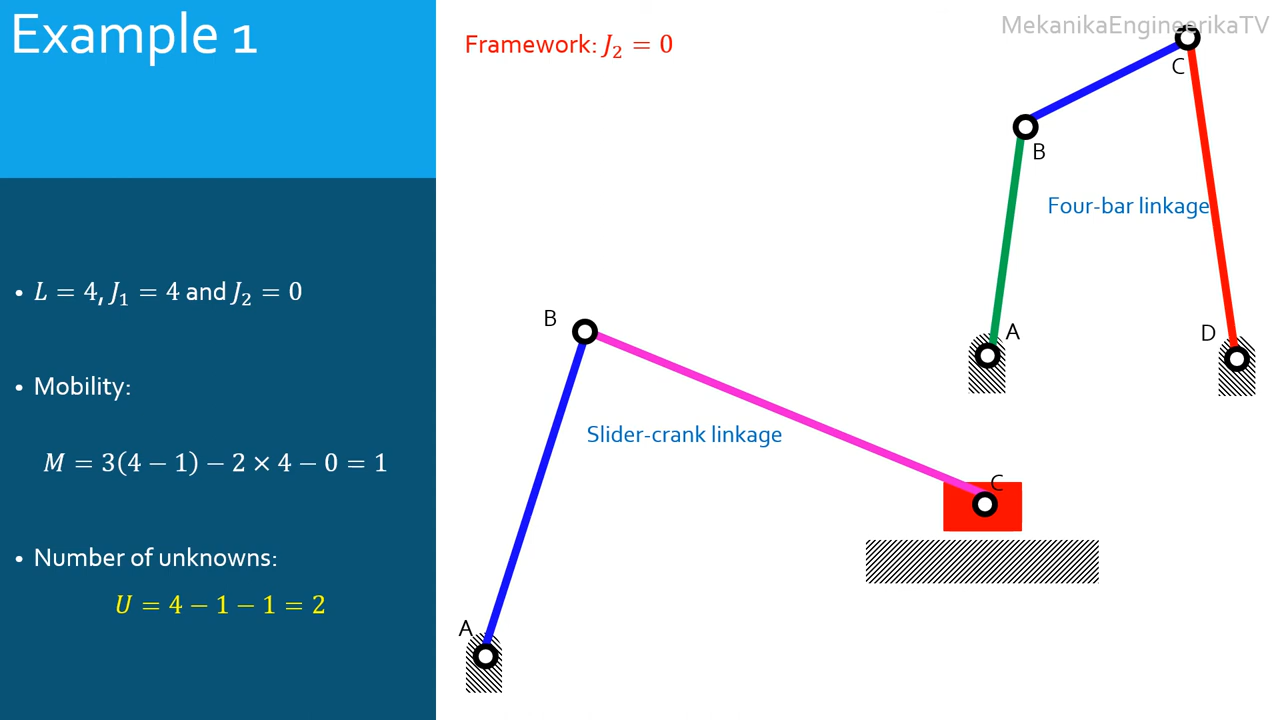 Example 1
MekanikaEngineerikaTV
Framework: J₂ = 0
C
B
Four-bar linkage
A
D
• L = 4, J₁ = 4 and J₂ = 0
• Mobility:
M = 3(4 − 1) − 2 × 4 − 0 = 1
• Number of unknowns:
U = 4 − 1 − 1 = 2
B
Slider-crank linkage
C
A